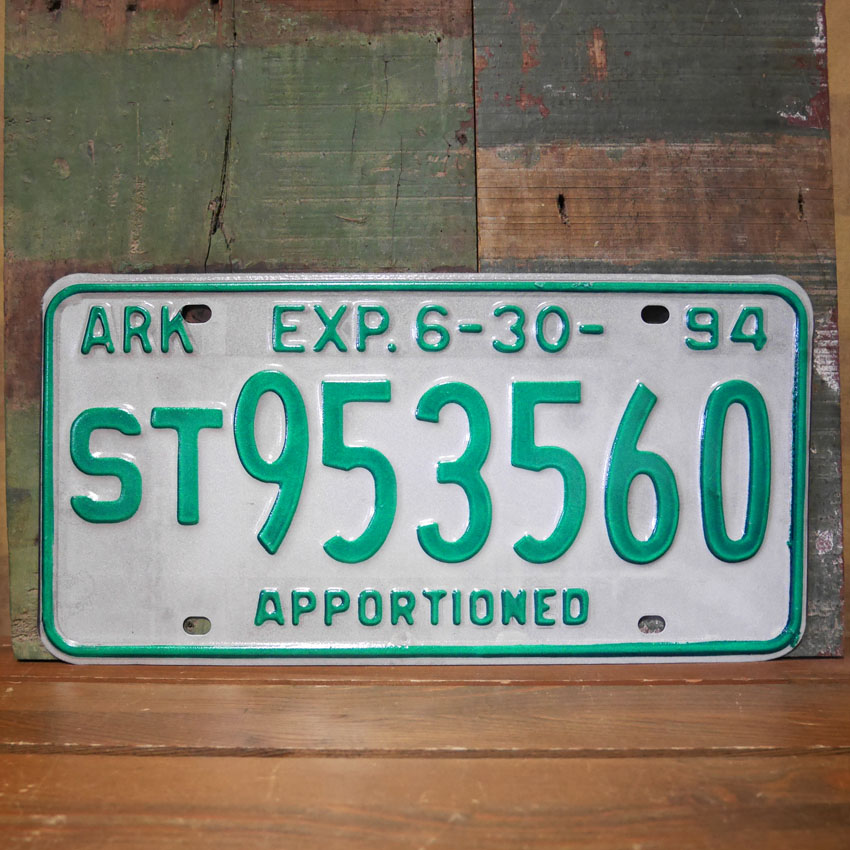 ARK EXP. 6-30- 94
ST953560
APPORTIONED